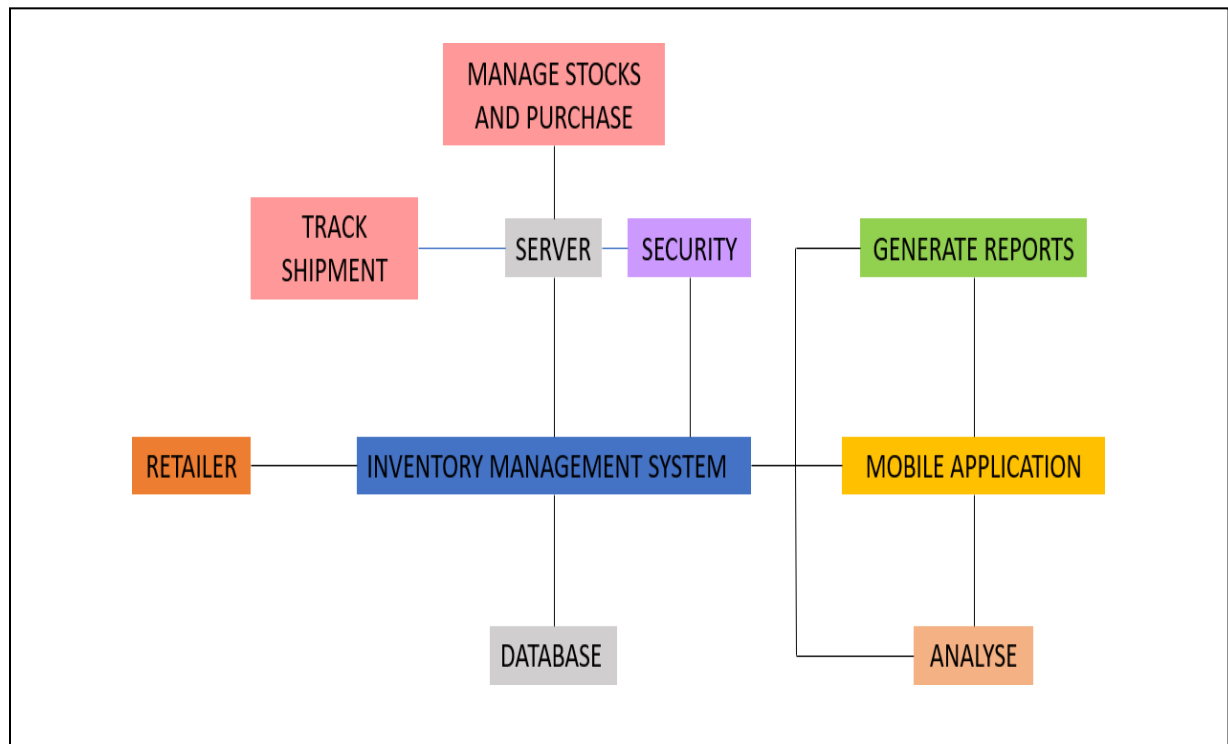 MANAGE STOCKS
AND PURCHASE
TRACK
SHIPMENT
SERVER
SECURITY
GENERATE REPORTS
RETAILER
INVENTORY MANAGEMENT SYSTEM
MOBILE APPLICATION
DATABASE
ANALYSE